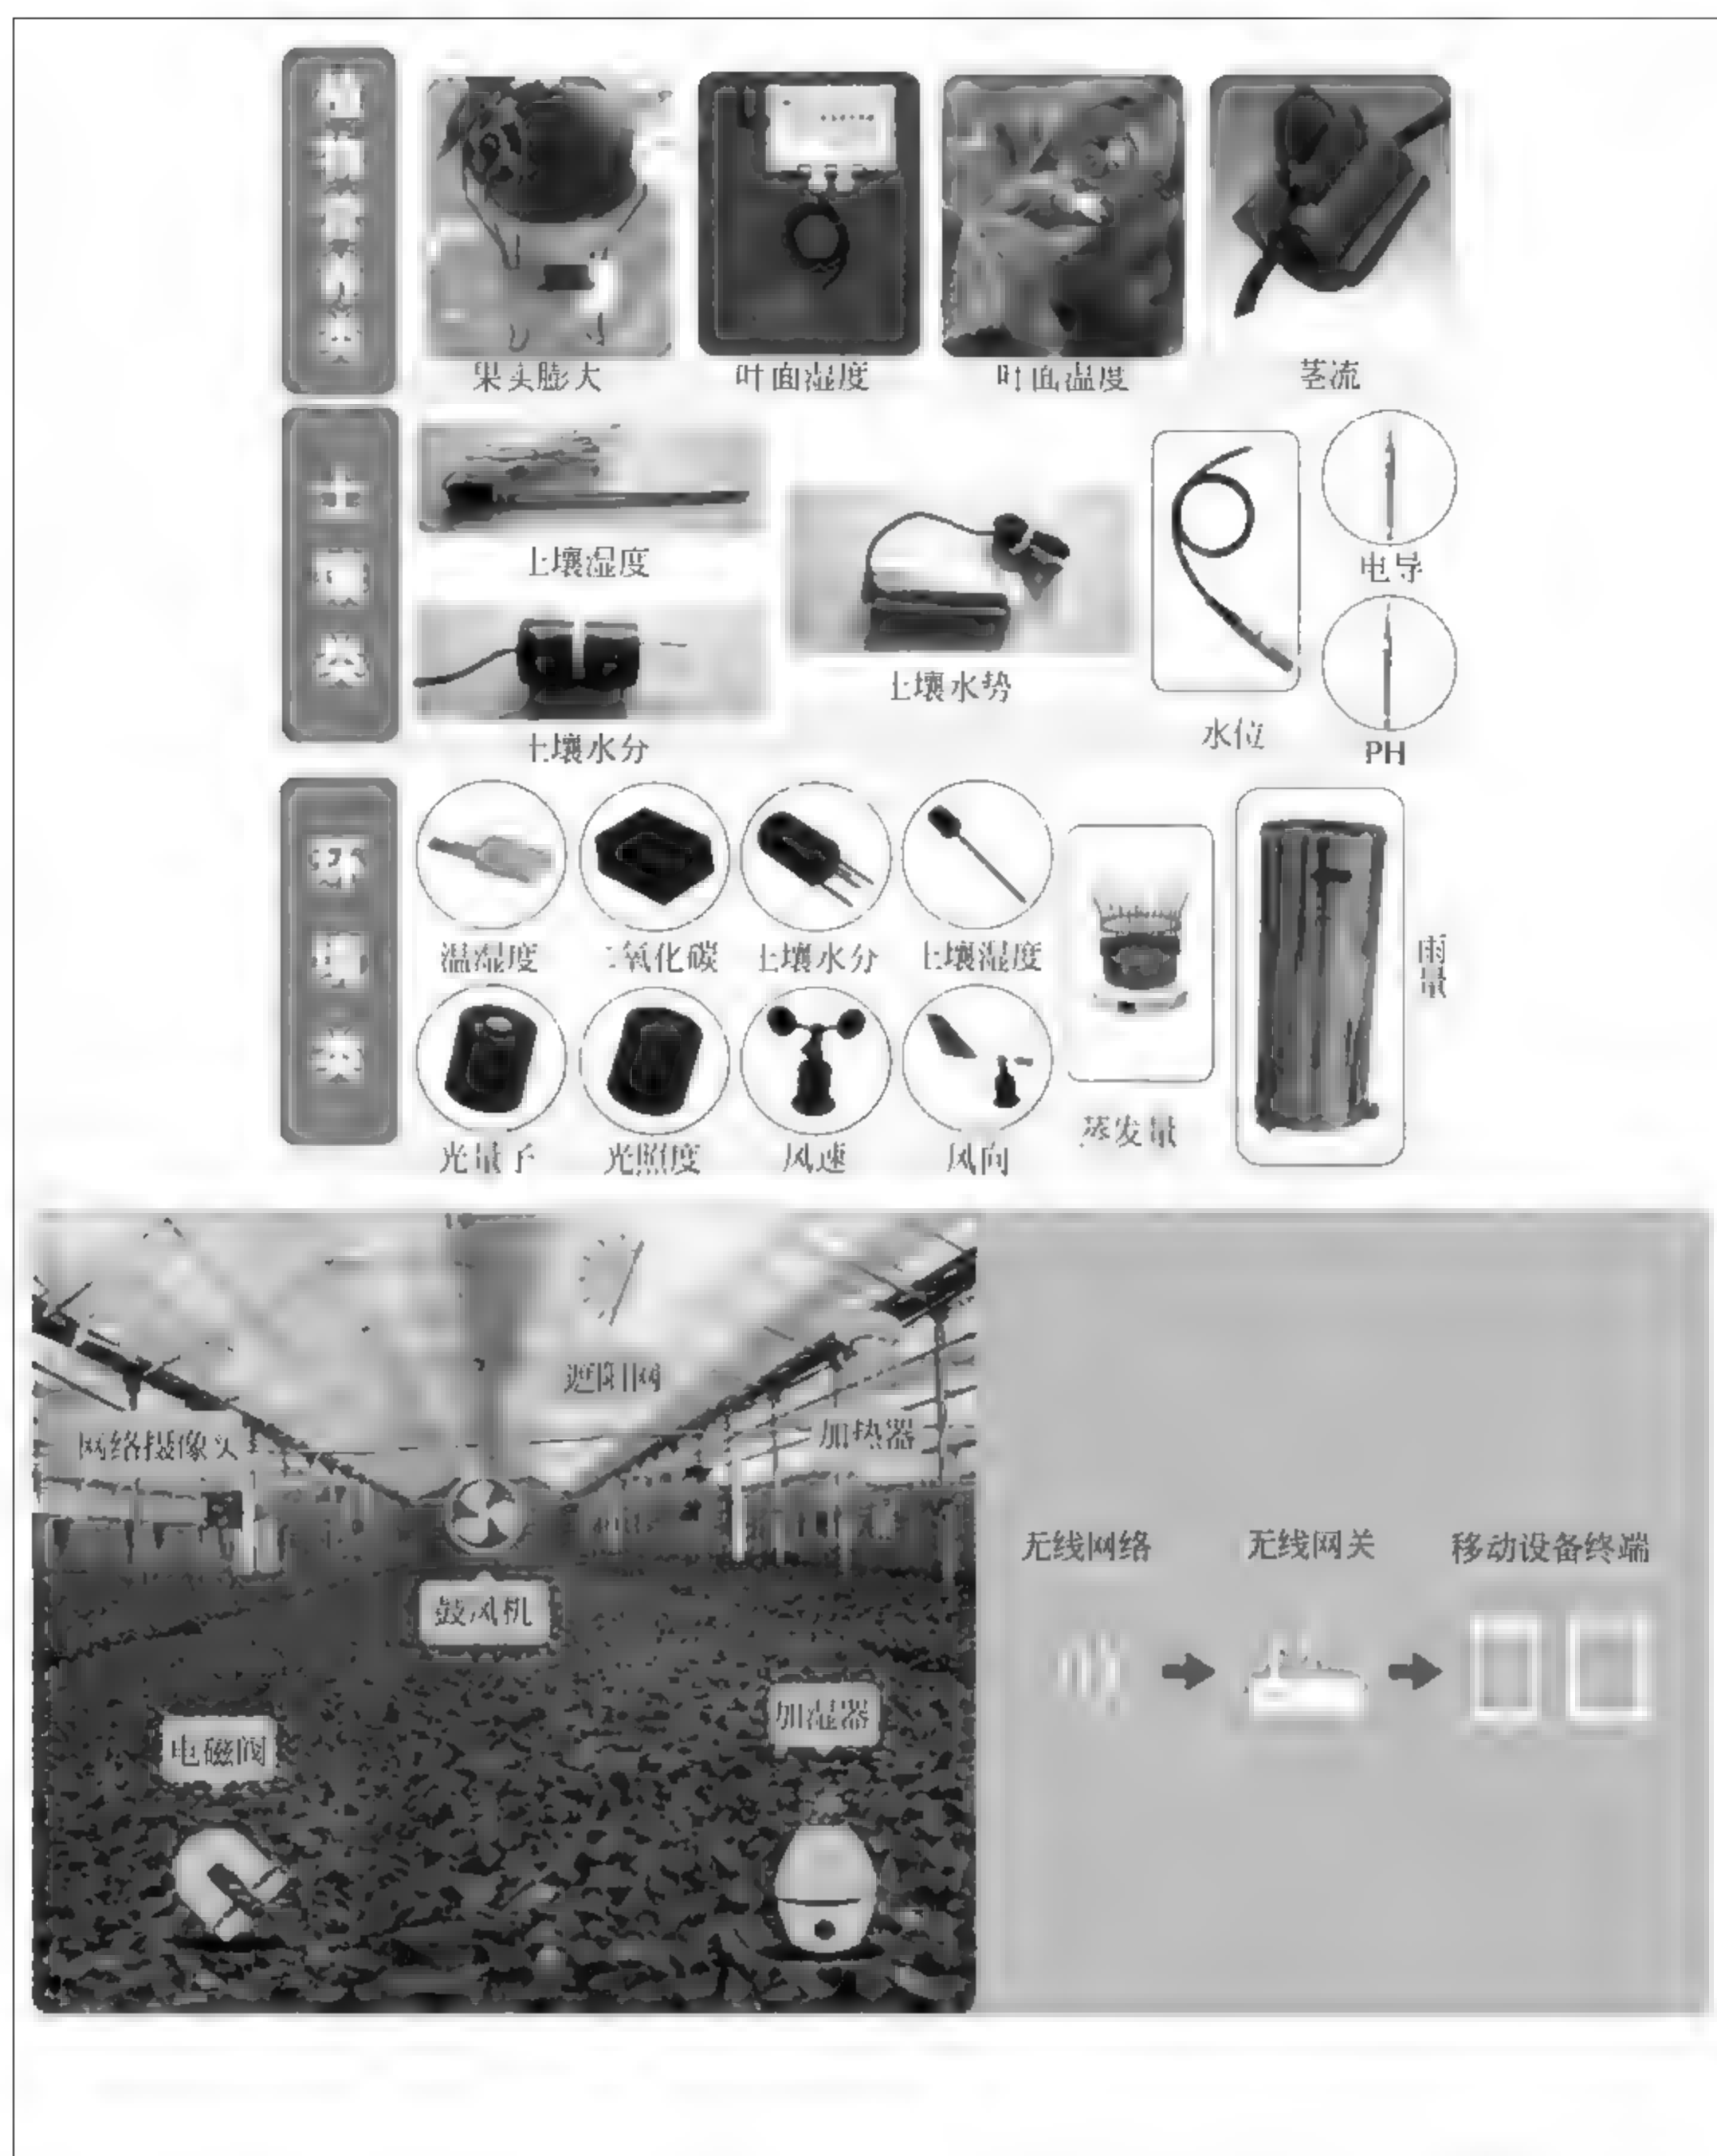 果实膨大
叶面湿度
叶面温度
茎流
土壤湿度
土壤水分
土壤水势
水位
电导
PH
温湿度
二氧化碳
土壤水分
土壤湿度
光量子
光照度
风速
风向
蒸发量
雨量
遮阳网
网络摄像头
加热器
鼓风机
电磁阀
加湿器
无线网络
无线网关
移动设备终端